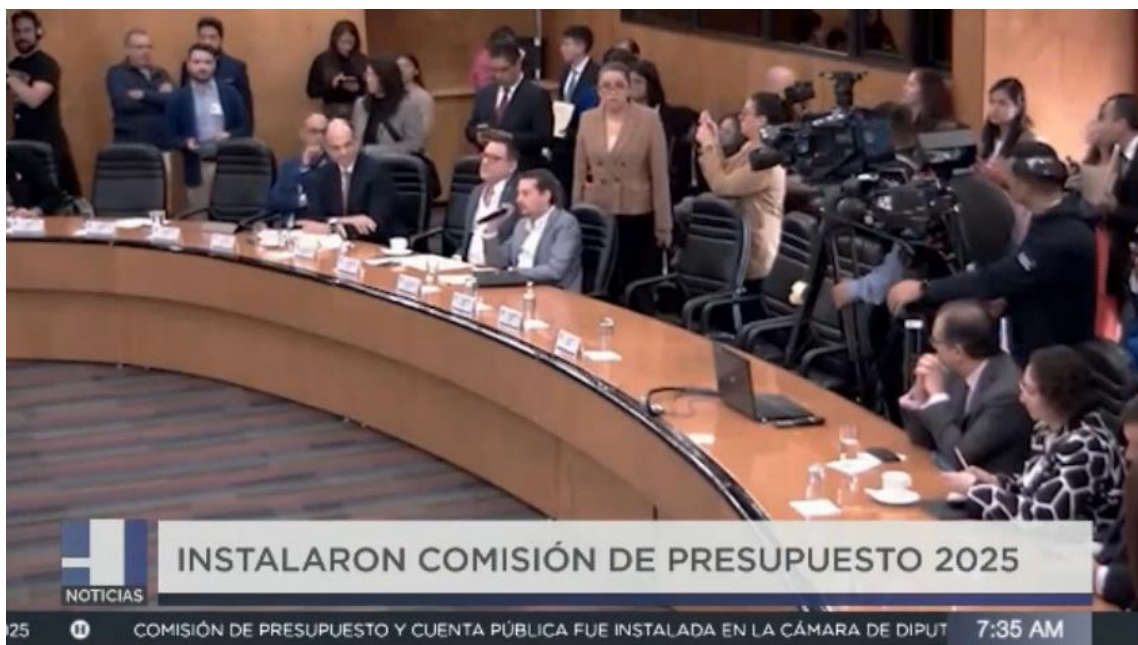 INSTALARON COMISIÓN DE PRESUPUESTO 2025
NOTICIAS
25 COMISIÓN DE PRESUPUESTO Y CUENTA PÚBLICA FUE INSTALADA EN LA CÁMARA DE DIPUT 7:35 AM